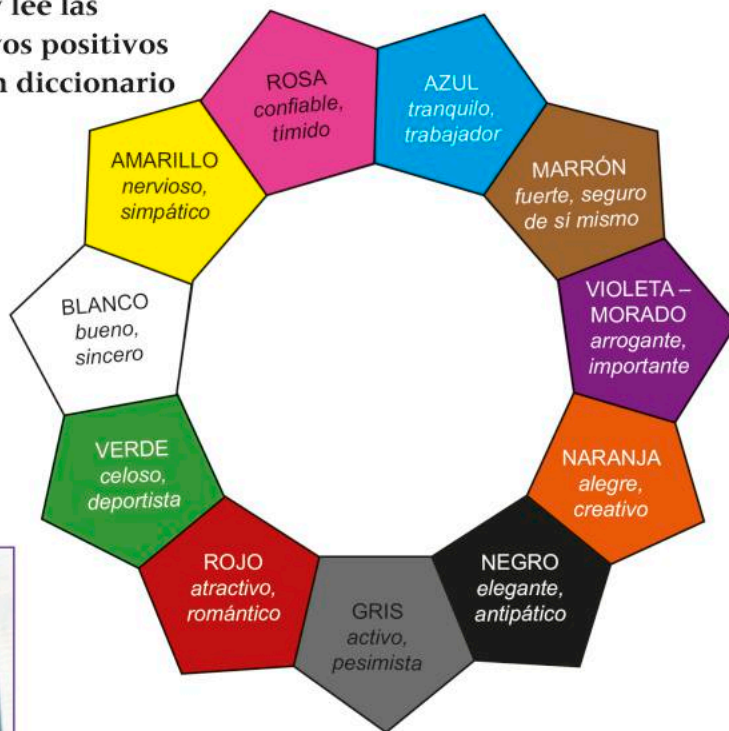 y lee las
vos positivos
n diccionario
ROSA
confiable,
tímido
AZUL
tranquilo,
trabajador
AMARILLO
nervioso,
simpático
MARRÓN
fuerte, seguro
de sí mismo
BLANCO
bueno,
sincero
VIOLETA –
MORADO
arrogante,
importante
VERDE
celoso,
deportista
NARANJA
alegre,
creativo
ROJO
atractivo,
romántico
GRIS
activo,
pesimista
NEGRO
elegante,
antipático